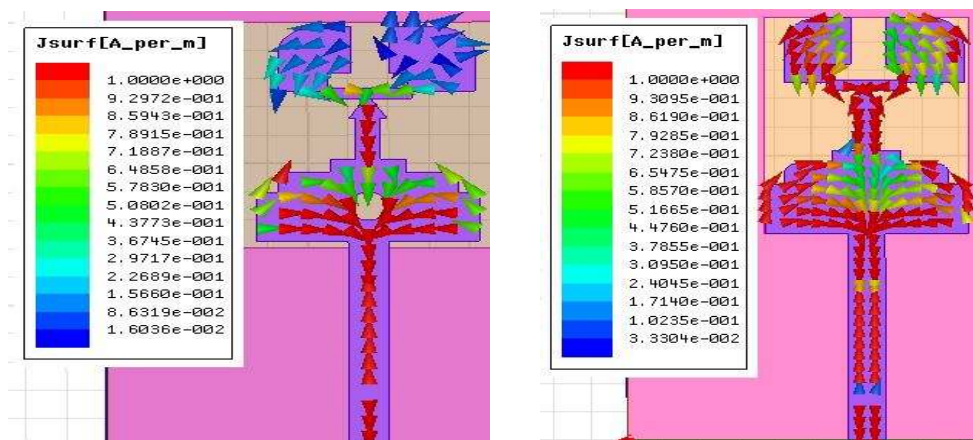 Jsurf[A_per_m]
1.0000e+000
9.2972e-001
8.5943e-001
7.8915e-001
7.1887e-001
6.4858e-001
5.7830e-001
5.0802e-001
4.3773e-001
3.6745e-001
2.9717e-001
2.2689e-001
1.5660e-001
8.6319e-002
1.6036e-002
Jsurf[A_per_m]
1.0000e+000
9.3095e-001
8.6190e-001
7.9285e-001
7.2380e-001
6.5475e-001
5.8570e-001
5.1665e-001
4.4760e-001
3.7855e-001
3.0950e-001
2.4045e-001
1.7140e-001
1.0235e-001
3.3304e-002